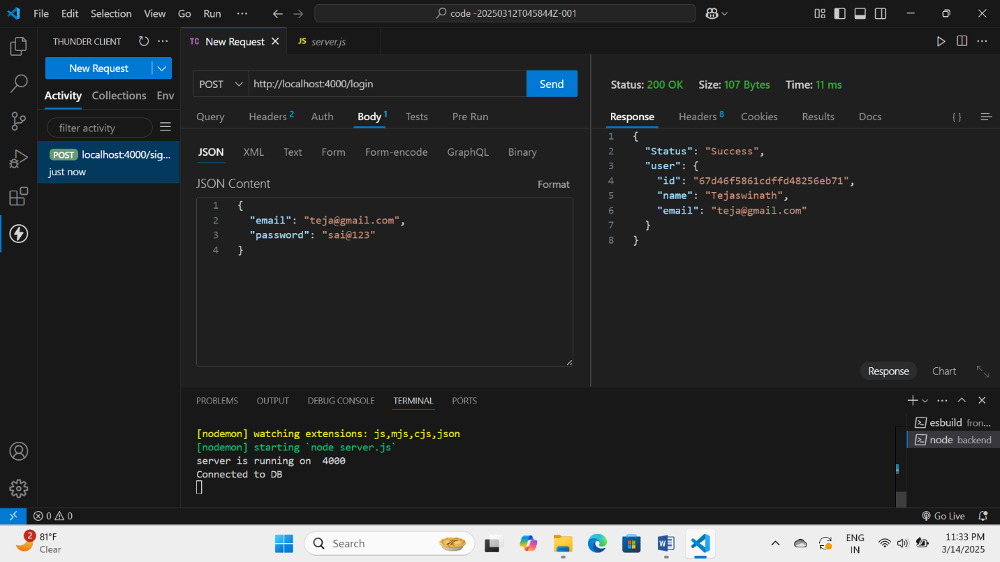 File Edit Selection View Go Run ···
code -20250312T045844Z-001
THUNDER CLIENT
New Request
Activity Collections Env
filter activity
POST localhost:4000/sig...
just now
TC New Request
JS server.js
POST http://localhost:4000/login Send
Query Headers 2 Auth Body 1 Tests Pre Run
JSON XML Text Form Form-encode GraphQL Binary
JSON Content Format
1 {
2 "email": "teja@gmail.com",
3 "password": "sai@123"
4 }
Status: 200 OK Size: 107 Bytes Time: 11 ms
Response Headers 8 Cookies Results Docs { }
1 {
2 "Status": "Success",
3 "user": {
4 "id": "67d46f5861cdffd48256eb71",
5 "name": "Tejaswinath",
6 "email": "teja@gmail.com"
7 }
8 }
Response Chart
PROBLEMS OUTPUT DEBUG CONSOLE TERMINAL PORTS
[nodemon] watching extensions: js,mjs,cjs,json
[nodemon] starting `node server.js`
server is running on  4000
Connected to DB
esbuild fron...
node backend
0 0
Go Live
2
81°F
Clear
Search
ENG
IN
11:33 PM
3/14/2025